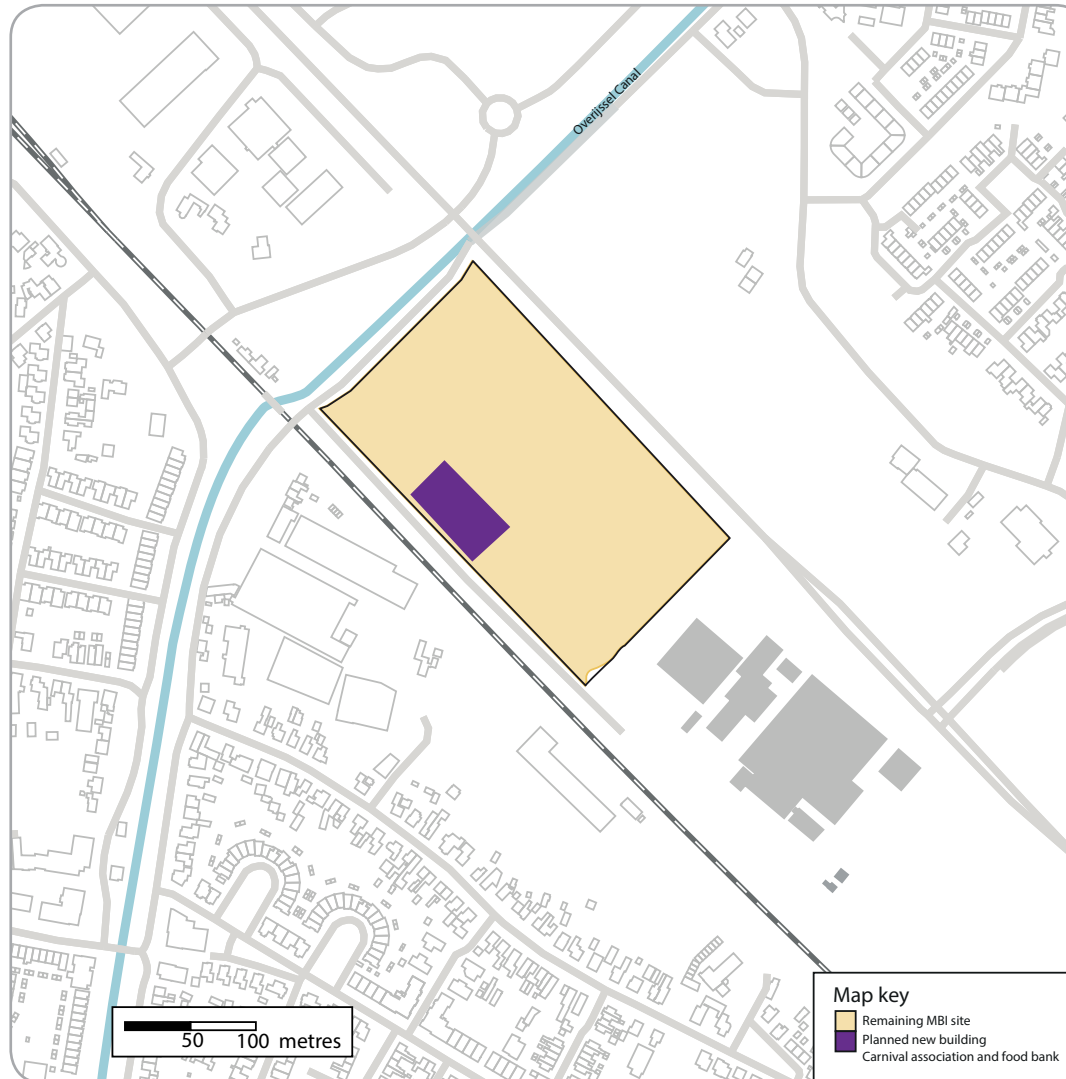 Overijssel Canal
50 100 metres
Map key
Remaining MBI site
Planned new building
Carnival association and food bank